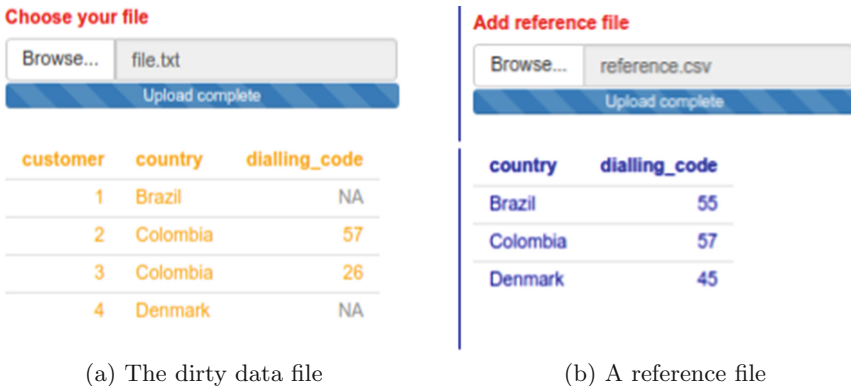 Choose your file
Browse... file.txt
Upload complete
customer country dialling_code
1 Brazil NA
2 Colombia 57
3 Colombia 26
4 Denmark NA
(a) The dirty data file
Add reference file
Browse... reference.csv
Upload complete
country dialling_code
Brazil 55
Colombia 57
Denmark 45
(b) A reference file